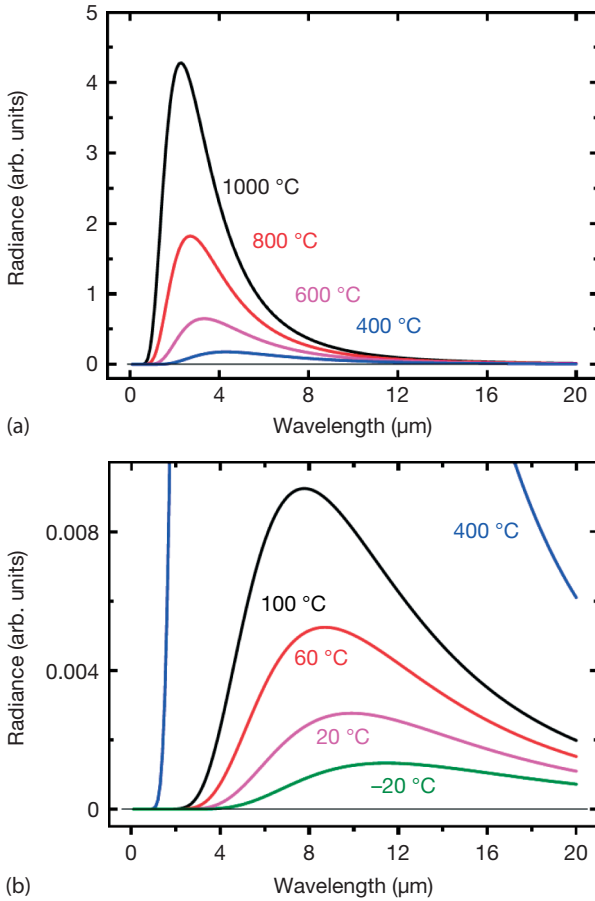 5
4
3
2
1
0
Radiance (arb. units)
1000 °C
800 °C
600 °C
400 °C
0 4 8 12 16 20
Wavelength (µm)
(a)
0.008
0.004
0
Radiance (arb. units)
400 °C
100 °C
60 °C
20 °C
–20 °C
0 4 8 12 16 20
Wavelength (µm)
(b)